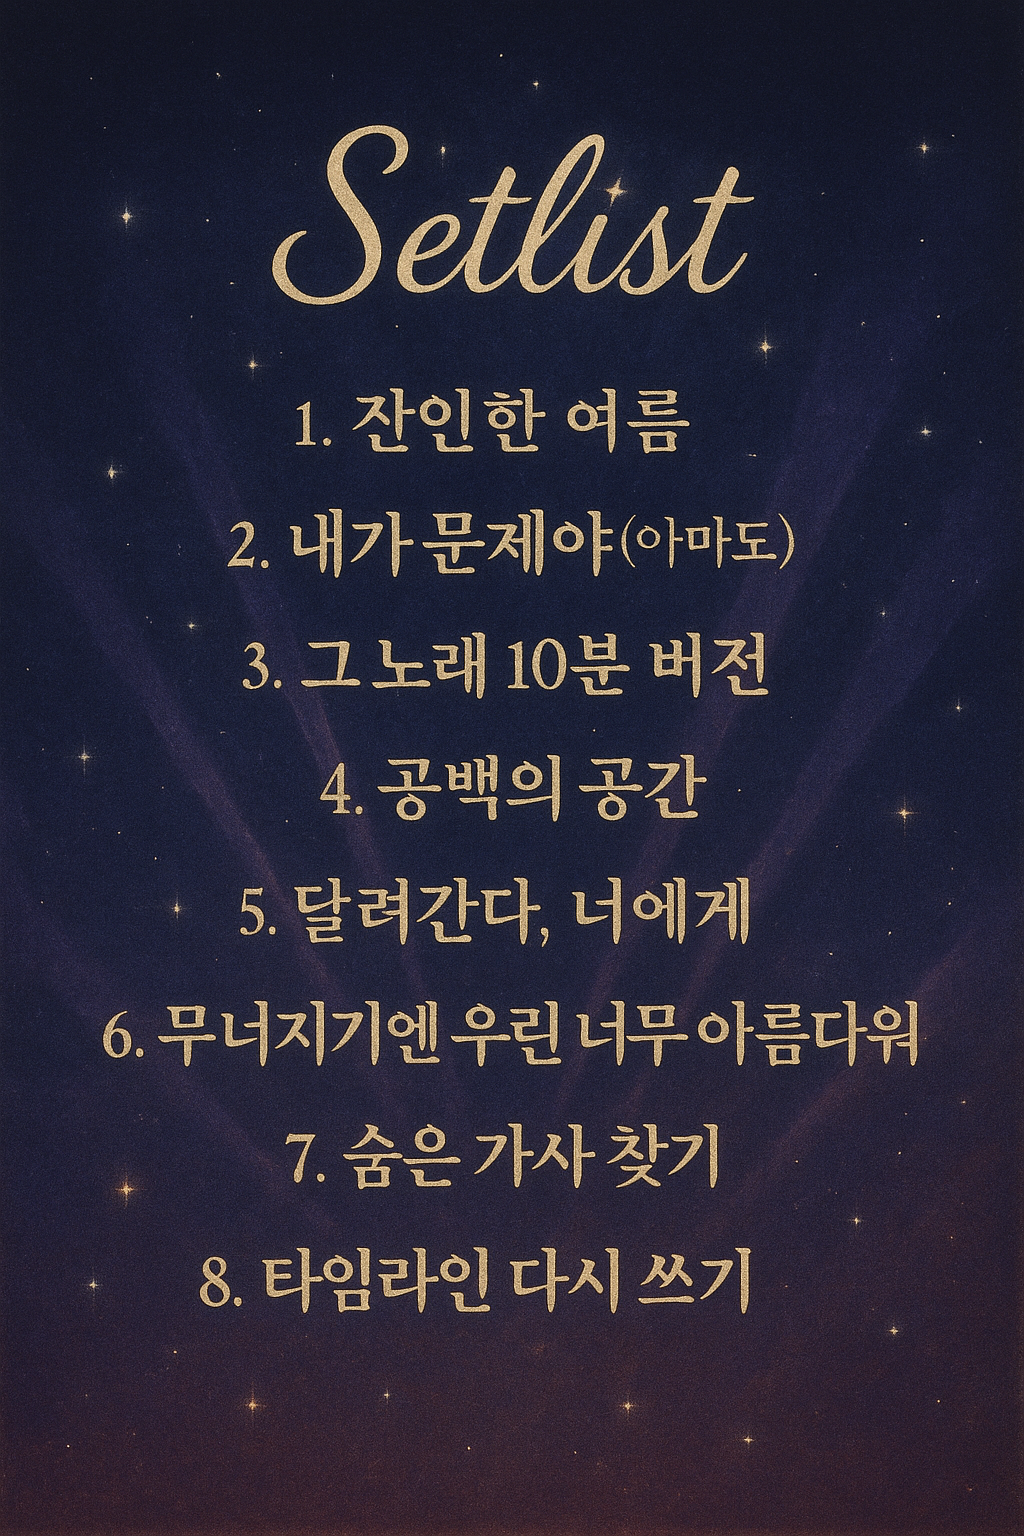 Setlist
1. 잔인한 여름
2. 내가 문제야(아마도)
3. 그 노래 10분 버전
4. 공백의 공간
5. 달려간다, 너에게
6. 무너지기엔 우린 너무 아름다워
7. 숨은 가사 찾기
8. 타임라인 다시 쓰기